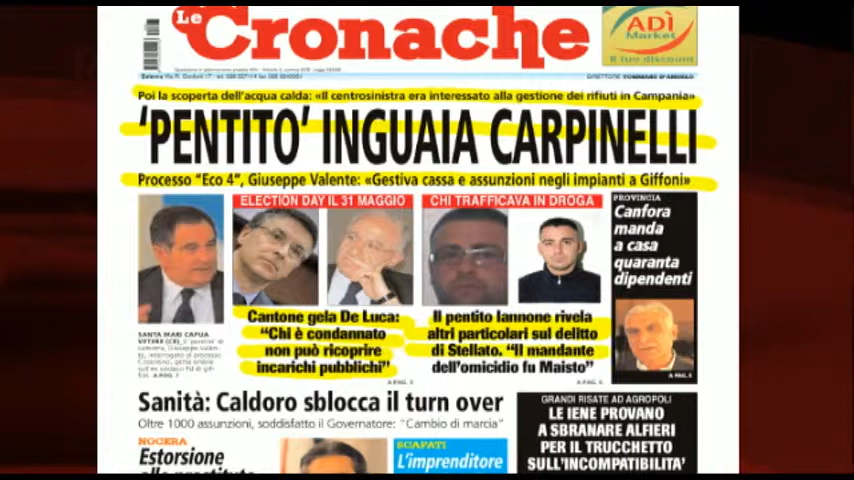 Le
Cronache
ADÌ
Market
Il tuo discount
Poi la scoperta dell'acqua calda: «Il centrosinistra era interessato alla gestione dei rifiuti in Campania»
'PENTITO' INGUAIA CARPINELLI
Processo "Eco 4", Giuseppe Valente: «Gestiva cassa e assunzioni negli impianti a Giffoni»
ELECTION DAY IL 31 MAGGIO
Cantone gela De Luca:
"Chi è condannato
non può ricoprire
incarichi pubblichi"
CHI TRAFFICAVA IN DROGA
Il pentito Iannone rivela
altri particolari sul delitto
di Stellato. "Il mandante
dell'omicidio fu Maisto"
PROVINCIA
Canfora
manda
a casa
quaranta
dipendenti
SANTA MARI CAPUA
Sanità: Caldoro sblocca il turn over
Oltre 1000 assunzioni, soddisfatto il Governatore: "Cambio di marcia"
GRANDI RISATE AD AGROPOLI
LE IENE PROVANO
A SBRANARE ALFIERI
PER IL TRUCCHETTO
SULL'INCOMPATIBILITA'
NOCERA
Estorsione
SCAFATI
L'imprenditore